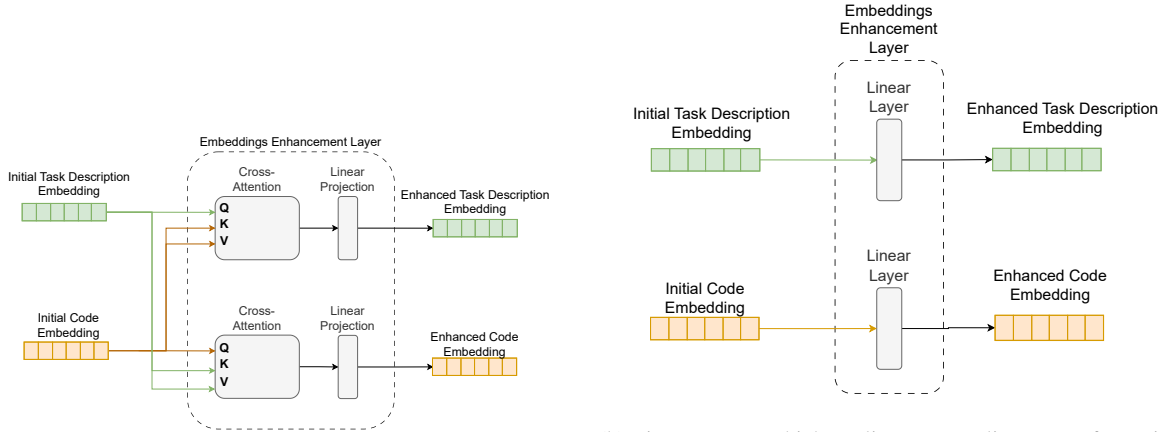 Embeddings Enhancement Layer
Initial Task Description
Embedding
Cross-
Attention
Linear
Projection
Enhanced Task Description
Embedding
Q
K
V
Initial Code
Embedding
Cross-
Attention
Linear
Projection
Enhanced Code
Embedding
Q
K
V
Embeddings
Enhancement
Layer
Linear
Layer
Initial Task Description
Embedding
Enhanced Task Description
Embedding
Linear
Layer
Initial Code
Embedding
Enhanced Code
Embedding